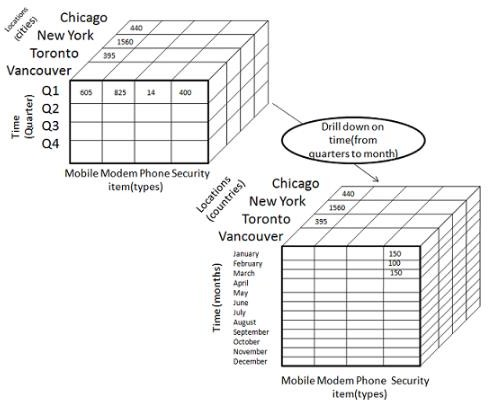 Locations
(cities)
Chicago
New York
Toronto
Vancouver
440
1560
395
Time
(Quarter)
Q1
Q2
Q3
Q4
605 825 14 400
Mobile Modem Phone Security
item(types)
Drill down on
time(from
quarters to month)
Locations
(countries)
Chicago
New York
Toronto
Vancouver
440
1560
395
Time (months)
January 150
February 100
March 150
April
May
June
July
August
September
October
November
December
Mobile Modem Phone Security
item(types)